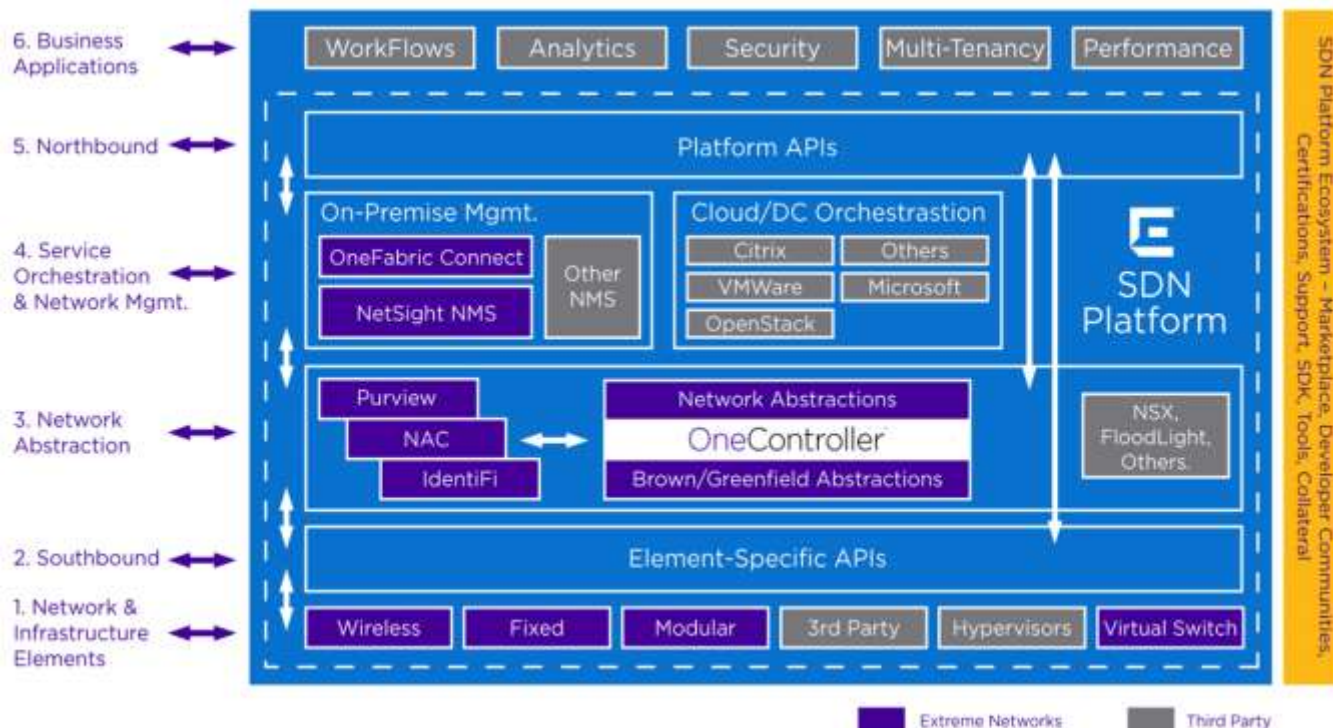 6. Business
Applications
WorkFlows
Analytics
Security
Multi-Tenancy
Performance
5. Northbound
Platform APIs
4. Service
Orchestration
& Network Mgmt.
On-Premise Mgmt.
OneFabric Connect
NetSight NMS
Other
NMS
Cloud/DC Orchestrastion
Citrix
Others
VMWare
Microsoft
OpenStack
SDN
Platform
3. Network
Abstraction
Purview
NAC
IdentiFi
Network Abstractions
OneController
Brown/Greenfield Abstractions
NSX,
FloodLight,
Others.
2. Southbound
Element-Specific APIs
1. Network &
Infrastructure
Elements
Wireless
Fixed
Modular
3rd Party
Hypervisors
Virtual Switch
SDN Platform Ecosystem – Marketplace, Developer Communities,
Certifications, Support, SDK, Tools, Collateral
Extreme Networks
Third Party